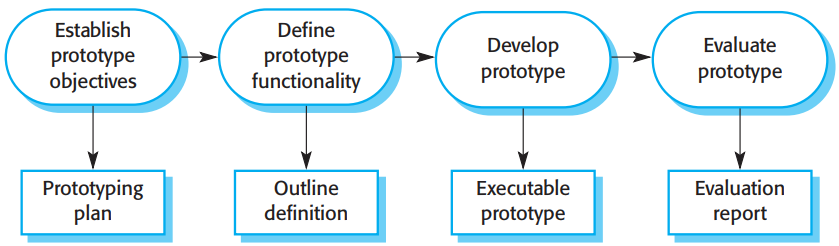 Establish
prototype
objectives
Define
prototype
functionality
Develop
prototype
Evaluate
prototype
Prototyping
plan
Outline
definition
Executable
prototype
Evaluation
report